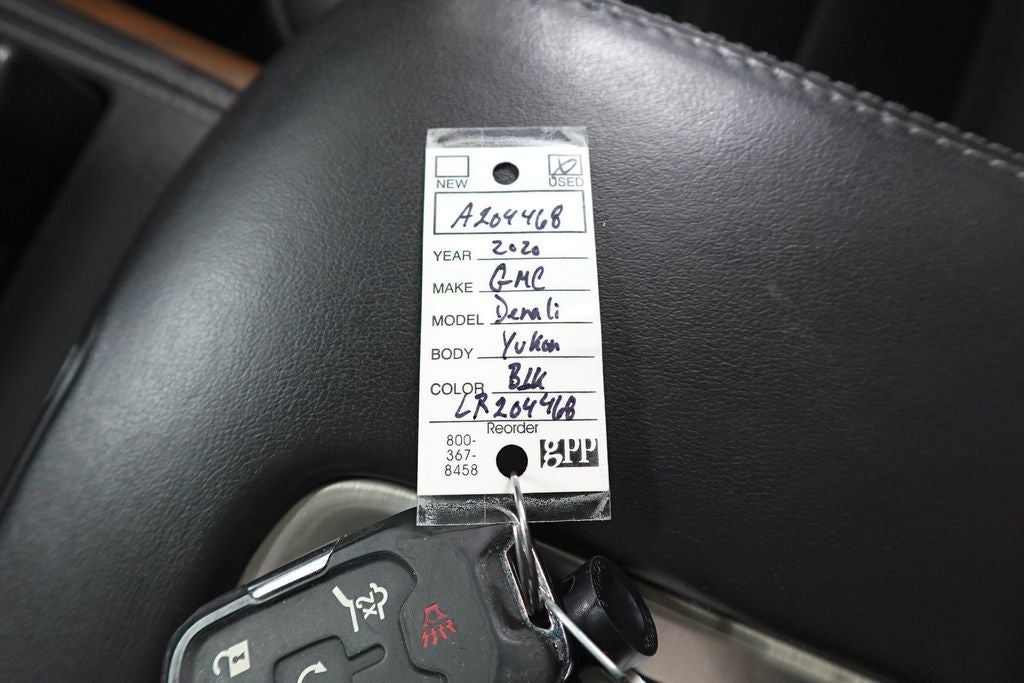 NEW USED
A204468
YEAR 2020
MAKE GMC
MODEL Denali
BODY Yukon
COLOR BLK
LR204468
Reorder
800-
367-
8458
gpp
x2